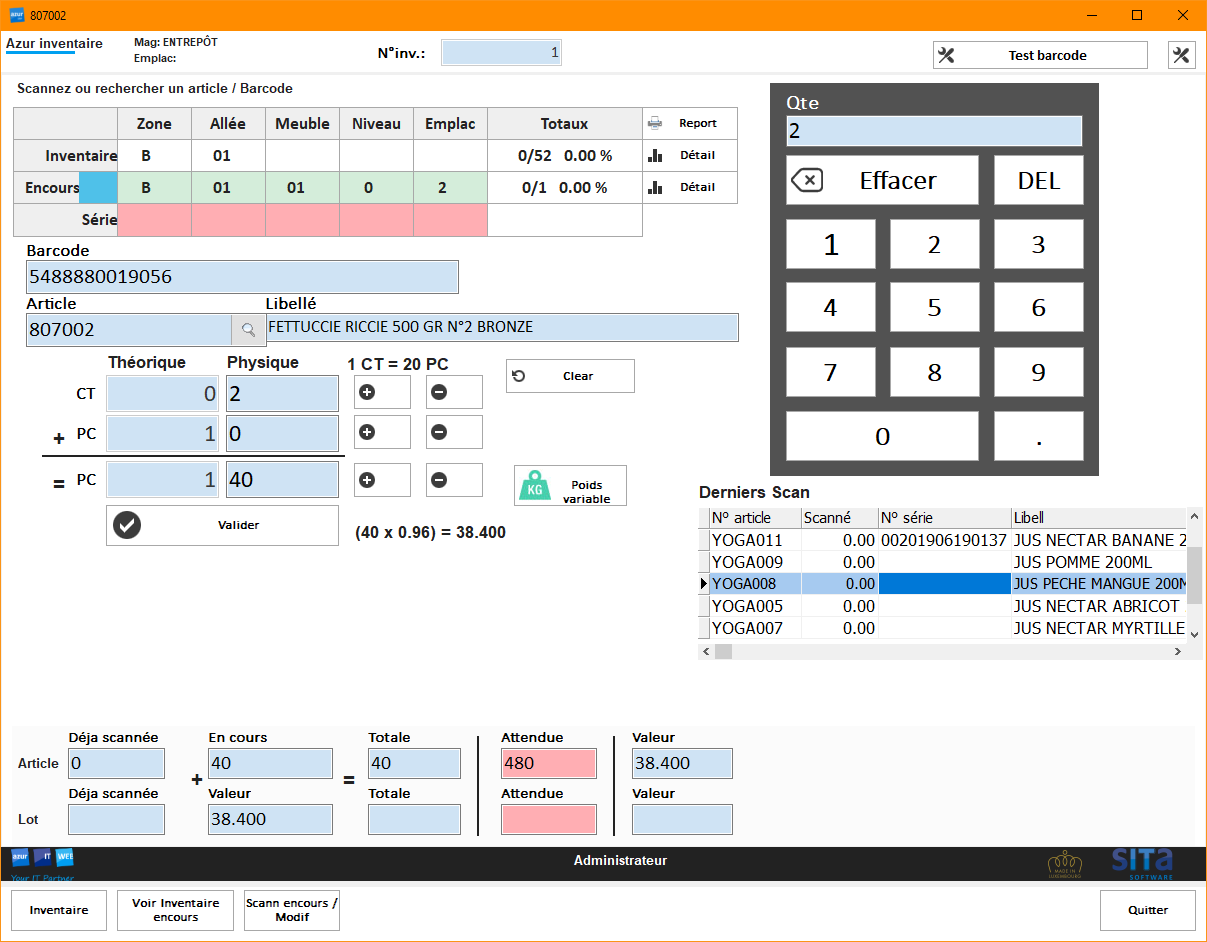 807002
Azur inventaire
Mag: ENTREPÔT
Emplac:
N°inv.: 1
Test barcode
Scannez ou rechercher un article / Barcode
Zone Allée Meuble Niveau Emplac Totaux Report
Inventaire B 01 0/52 0.00 % Détail
Encours B 01 01 0 2 0/1 0.00 % Détail
Série
Barcode
5488880019056
Article Libellé
807002 FETTUCCIE RICCIE 500 GR N°2 BRONZE
Théorique Physique 1 CT = 20 PC
CT 0 2 Clear
+ PC 1 0
= PC 1 40
Poids
variable
KG
Valider
(40 x 0.96) = 38.400
Qte
2
Effacer DEL
1 2 3
4 5 6
7 8 9
0 .
Derniers Scan
N° article Scanné N° série Libell
YOGA011 0.00 00201906190137 JUS NECTAR BANANE 2
YOGA009 0.00 JUS POMME 200ML
YOGA008 0.00 JUS PECHE MANGUE 200M
YOGA005 0.00 JUS NECTAR ABRICOT
YOGA007 0.00 JUS NECTAR MYRTILLE
Déja scannée En cours Totale Attendue Valeur
Article 0 + 40 = 40 480 38.400
Déja scannée Valeur Totale Attendue Valeur
Lot 38.400
azur IT WEB
Your IT Partner
Administrateur
MADE IN
LUXEMBOURG
SITA
SOFTWARE
Inventaire
Voir Inventaire
encours
Scann encours /
Modif
Quitter